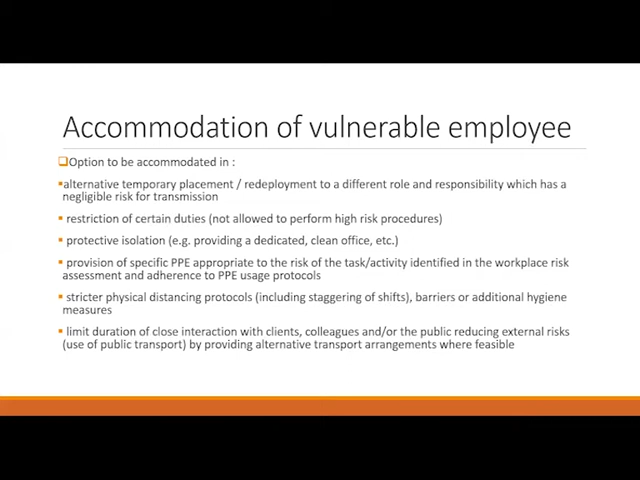 Accommodation of vulnerable employee
Option to be accommodated in :
alternative temporary placement / redeployment to a different role and responsibility which has a
negligible risk for transmission
restriction of certain duties (not allowed to perform high risk procedures)
protective isolation (e.g. providing a dedicated, clean office, etc.)
provision of specific PPE appropriate to the risk of the task/activity identified in the workplace risk
assessment and adherence to PPE usage protocols
stricter physical distancing protocols (including staggering of shifts), barriers or additional hygiene
measures
limit duration of close interaction with clients, colleagues and/or the public reducing external risks
(use of public transport) by providing alternative transport arrangements where feasible